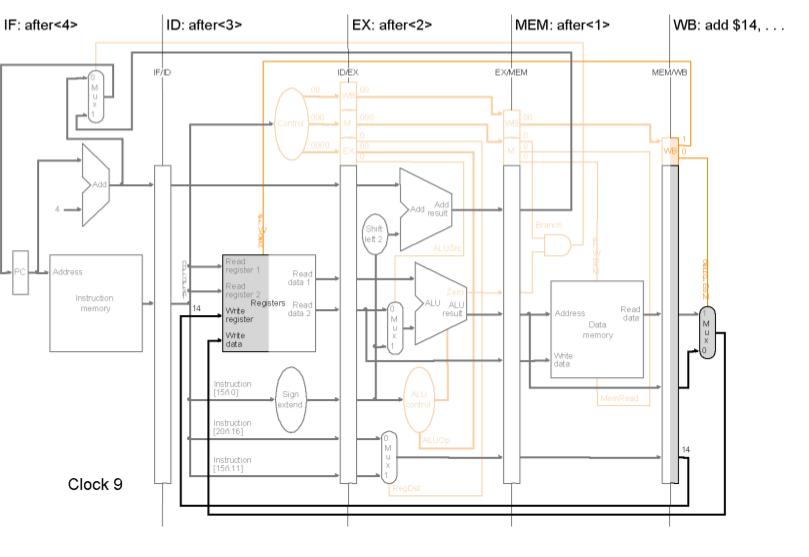 IF: after<4>
ID: after<3>
EX: after<2>
MEM: after<1>
WB: add $14, . . .
IF/ID
ID/EX
EX/MEM
MEM/WB
0
M
u
x
1
Control
00
000
0000
WB
M
EX
00
000
0
0
0
WB
M
00
0
0
0
WB
1
0
Add
4
PC
Address
Instruction
memory
Read
register 1
Read
register 2
Registers
Write
register
Write
data
Read
data 1
Read
data 2
14
Instruction
Sign
extend
Instruction
Instruction
Shift
left 2
Add
Add
result
ALUSrc
0
M
u
x
1
ALU
ALU
result
Zero
Branch
ALU
control
ALUOp
0
M
u
x
1
RegDst
Address
Read
data
Data
memory
Write
data
MemRead
1
M
u
x
0
14
Clock 9